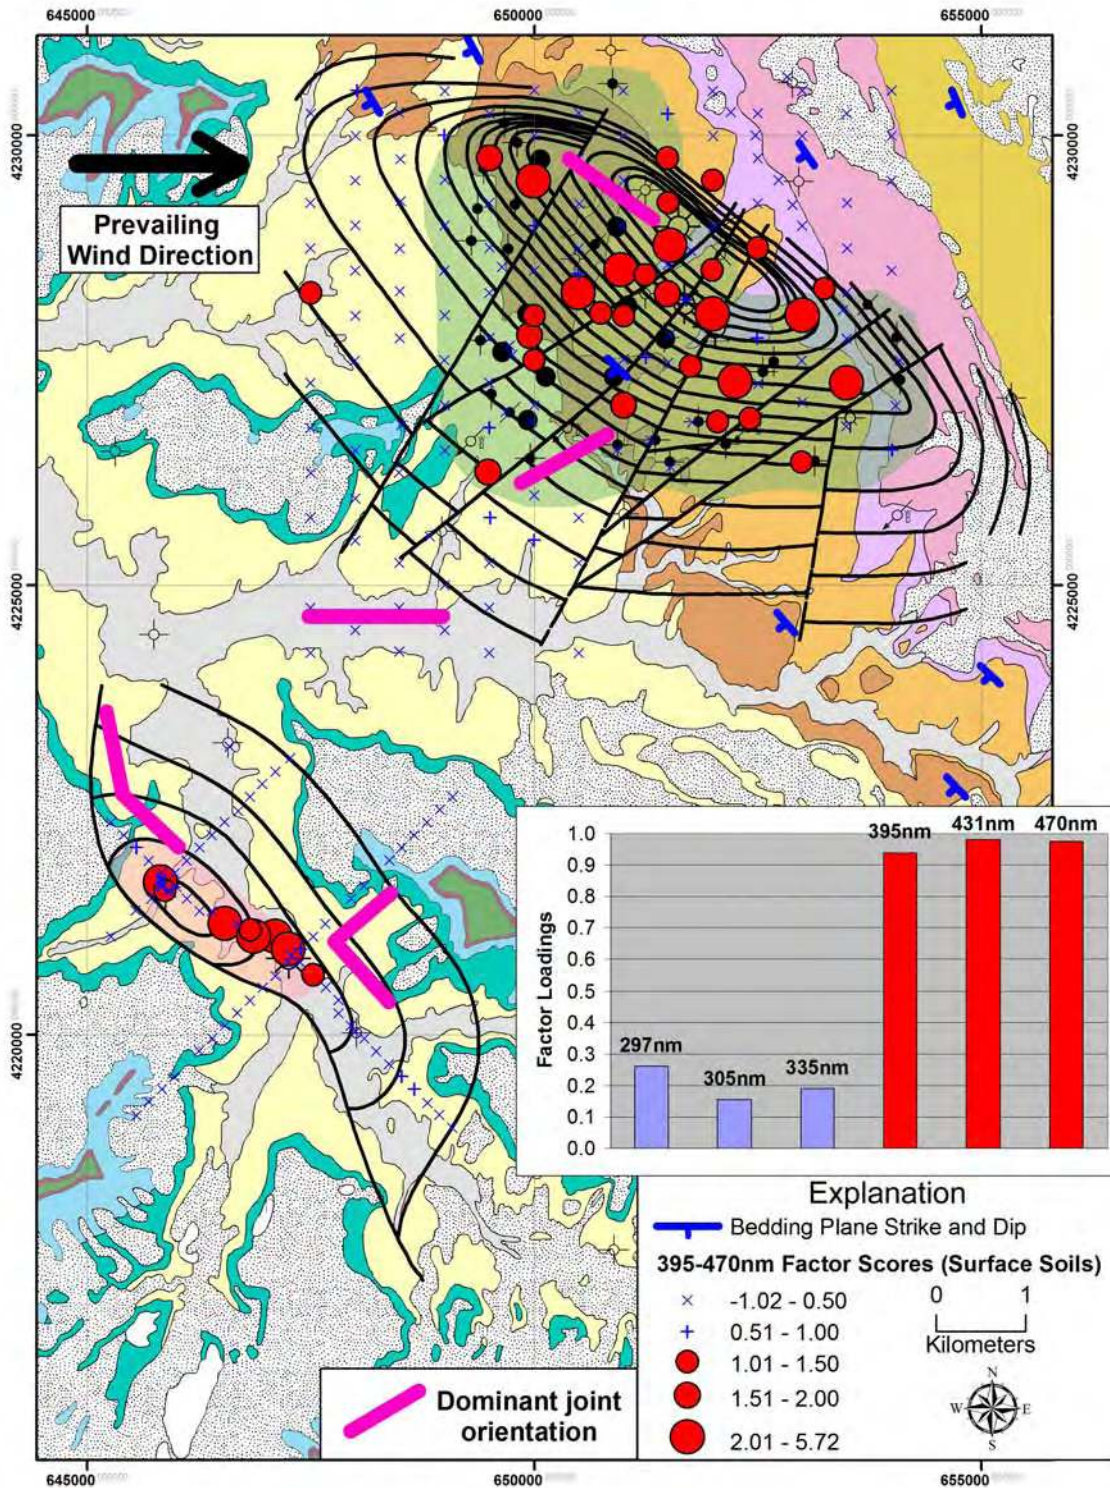 645000
650000
655000
4230000
4230000
Prevailing
Wind Direction
4225000
4225000
4220000
Factor Loadings
1.0
0.9
0.8
0.7
0.6
0.5
0.4
0.3
0.2
0.1
0.0
297nm
305nm
335nm
395nm
431nm
470nm
Explanation
Bedding Plane Strike and Dip
395-470nm Factor Scores (Surface Soils)
-1.02 - 0.50
0.51 - 1.00
1.01 - 1.50
1.51 - 2.00
2.01 - 5.72
0 1
Kilometers
N
W E
S
Dominant joint
orientation
645000
650000
655000